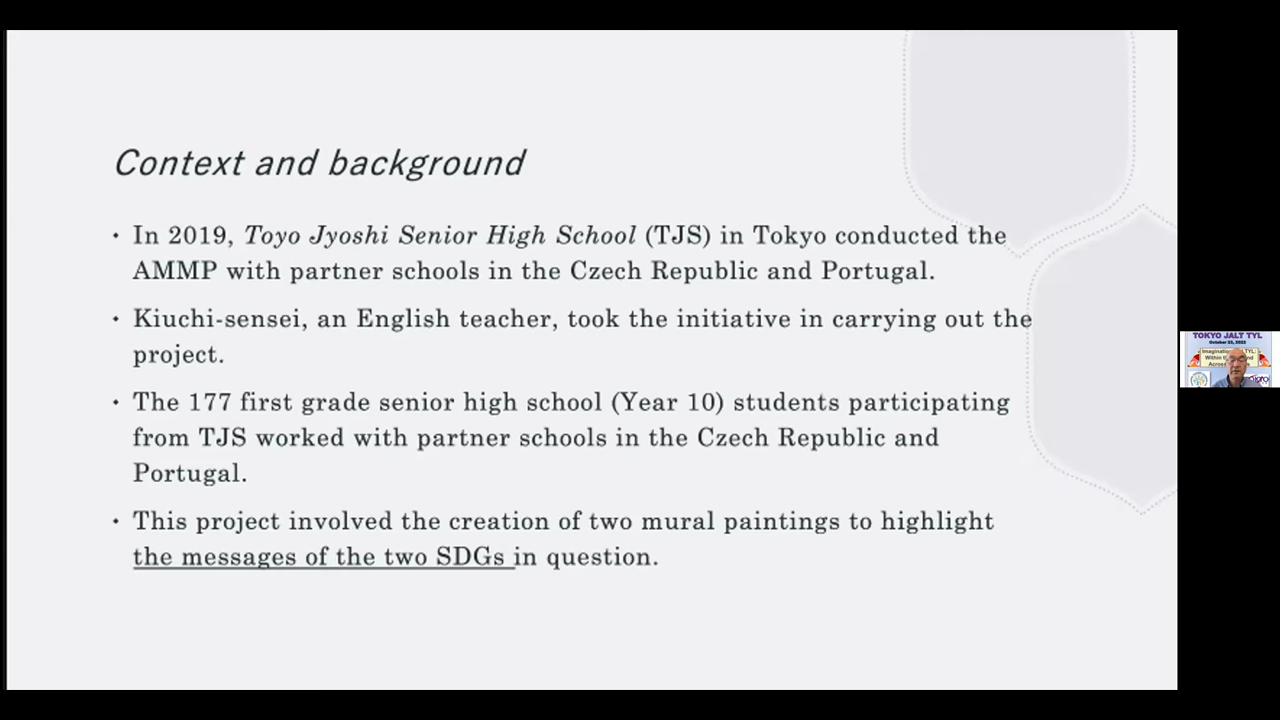 Context and background
• In 2019, Toyo Jyoshi Senior High School (TJS) in Tokyo conducted the
AMMP with partner schools in the Czech Republic and Portugal.
• Kiuchi-sensei, an English teacher, took the initiative in carrying out the
project.
• The 177 first grade senior high school (Year 10) students participating
from TJS worked with partner schools in the Czech Republic and
Portugal.
• This project involved the creation of two mural paintings to highlight
the messages of the two SDGs in question.
TOKYO JALT TYL